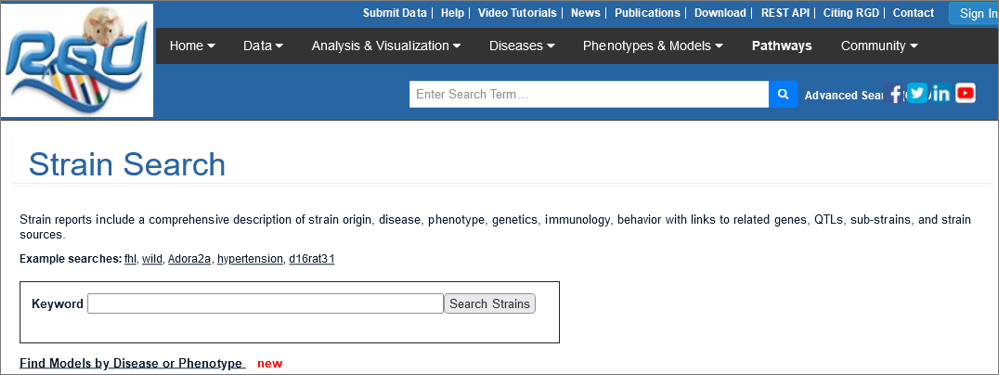 Submit Data | Help | Video Tutorials | News | Publications | Download | REST API | Citing RGD | Contact Sign In
RGD
Home Data Analysis & Visualization Diseases Phenotypes & Models Pathways Community
Enter Search Term... Advanced Sear
Strain Search
Strain reports include a comprehensive description of strain origin, disease, phenotype, genetics, immunology, behavior with links to related genes, QTLs, sub-strains, and strain
sources.
Example searches: fhl, wild, Adora2a, hypertension, d16rat31
Keyword Search Strains
Find Models by Disease or Phenotype new